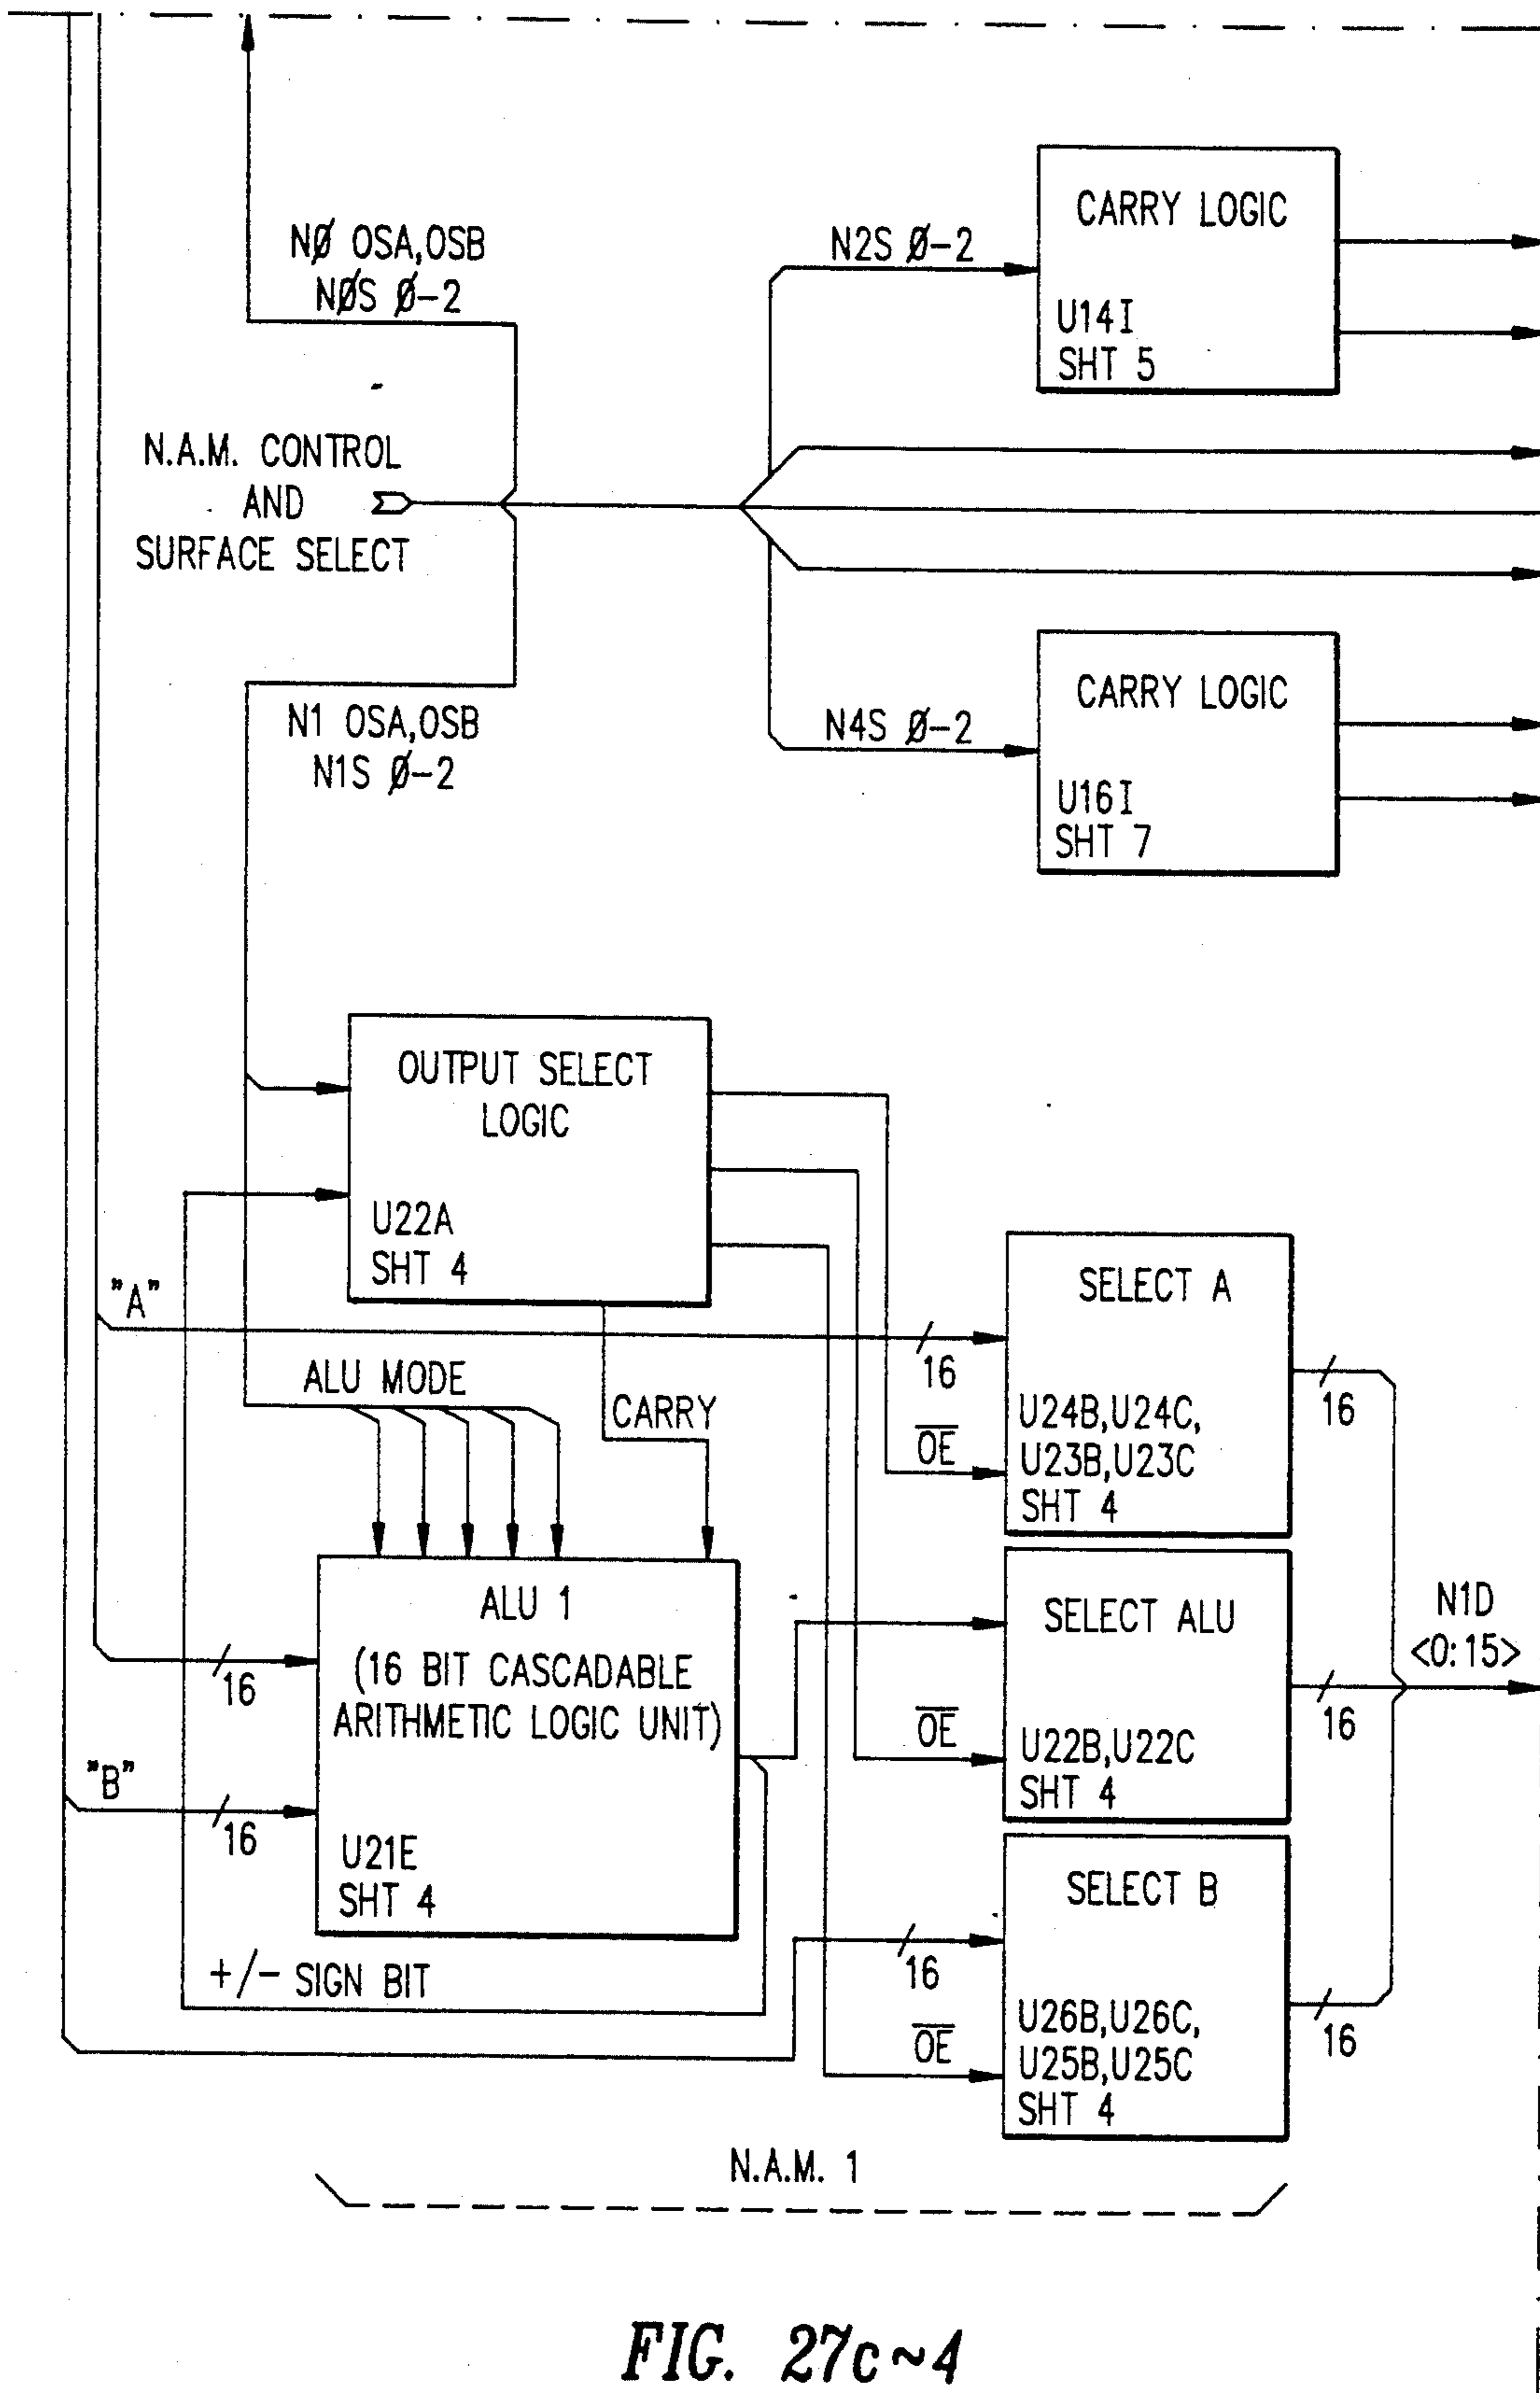 NØ OSA,OSB
NØS Ø-2
N2S Ø-2
CARRY LOGIC
U14I
SHT 5
N.A.M. CONTROL
AND
SURFACE SELECT
N1 OSA,OSB
N1S Ø-2
N4S Ø-2
CARRY LOGIC
U16I
SHT 7
OUTPUT SELECT
LOGIC
U22A
SHT 4
"A"
16
ALU MODE
CARRY
SELECT A
OE
U24B,U24C,
U23B,U23C
SHT 4
16
ALU 1
(16 BIT CASCADABLE
ARITHMETIC LOGIC UNIT)
16
"B"
16
U21E
SHT 4
+/- SIGN BIT
SELECT ALU
OE
U22B,U22C
SHT 4
16
N1D
<0:15>
SELECT B
16
OE
U26B,U26C,
U25B,U25C
SHT 4
16
N.A.M. 1
FIG. 27c~4